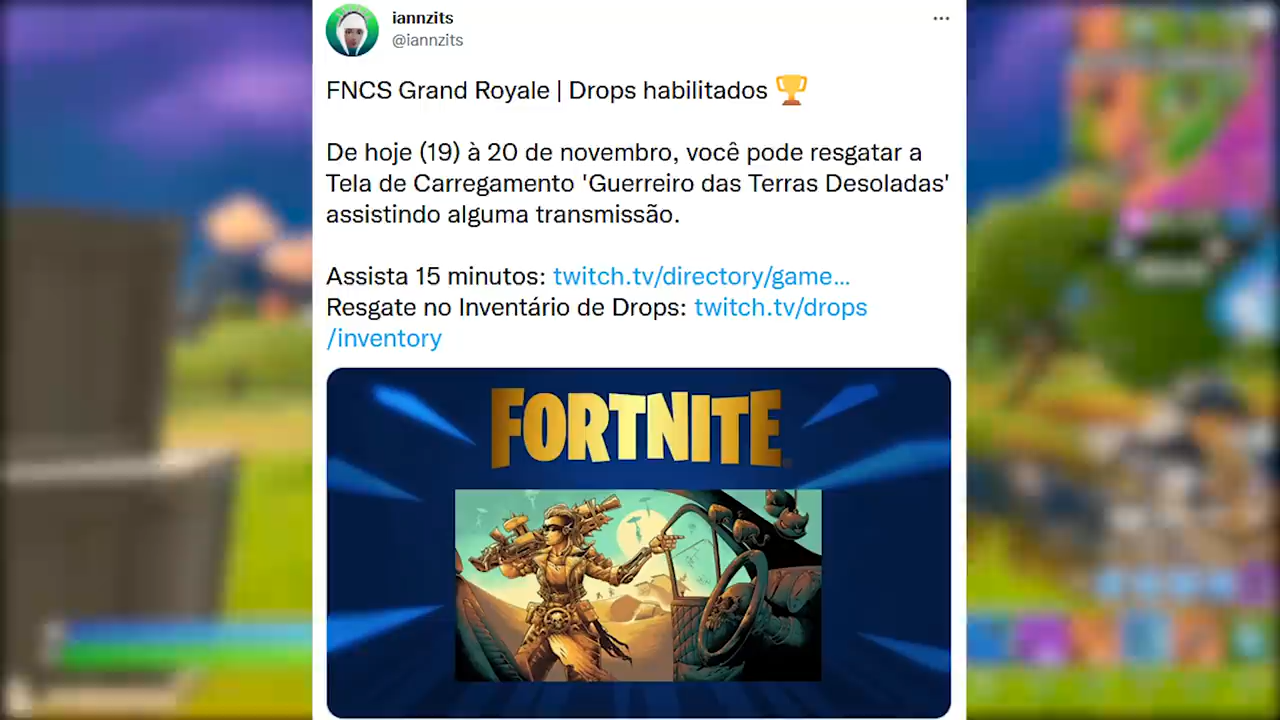 iannzits
@iannzits
FNCS Grand Royale | Drops habilitados 🏆
De hoje (19) à 20 de novembro, você pode resgatar a
Tela de Carregamento 'Guerreiro das Terras Desoladas'
assistindo alguma transmissão.
Assista 15 minutos: twitch.tv/directory/game...
Resgate no Inventário de Drops: twitch.tv/drops
/inventory
FORTNITE